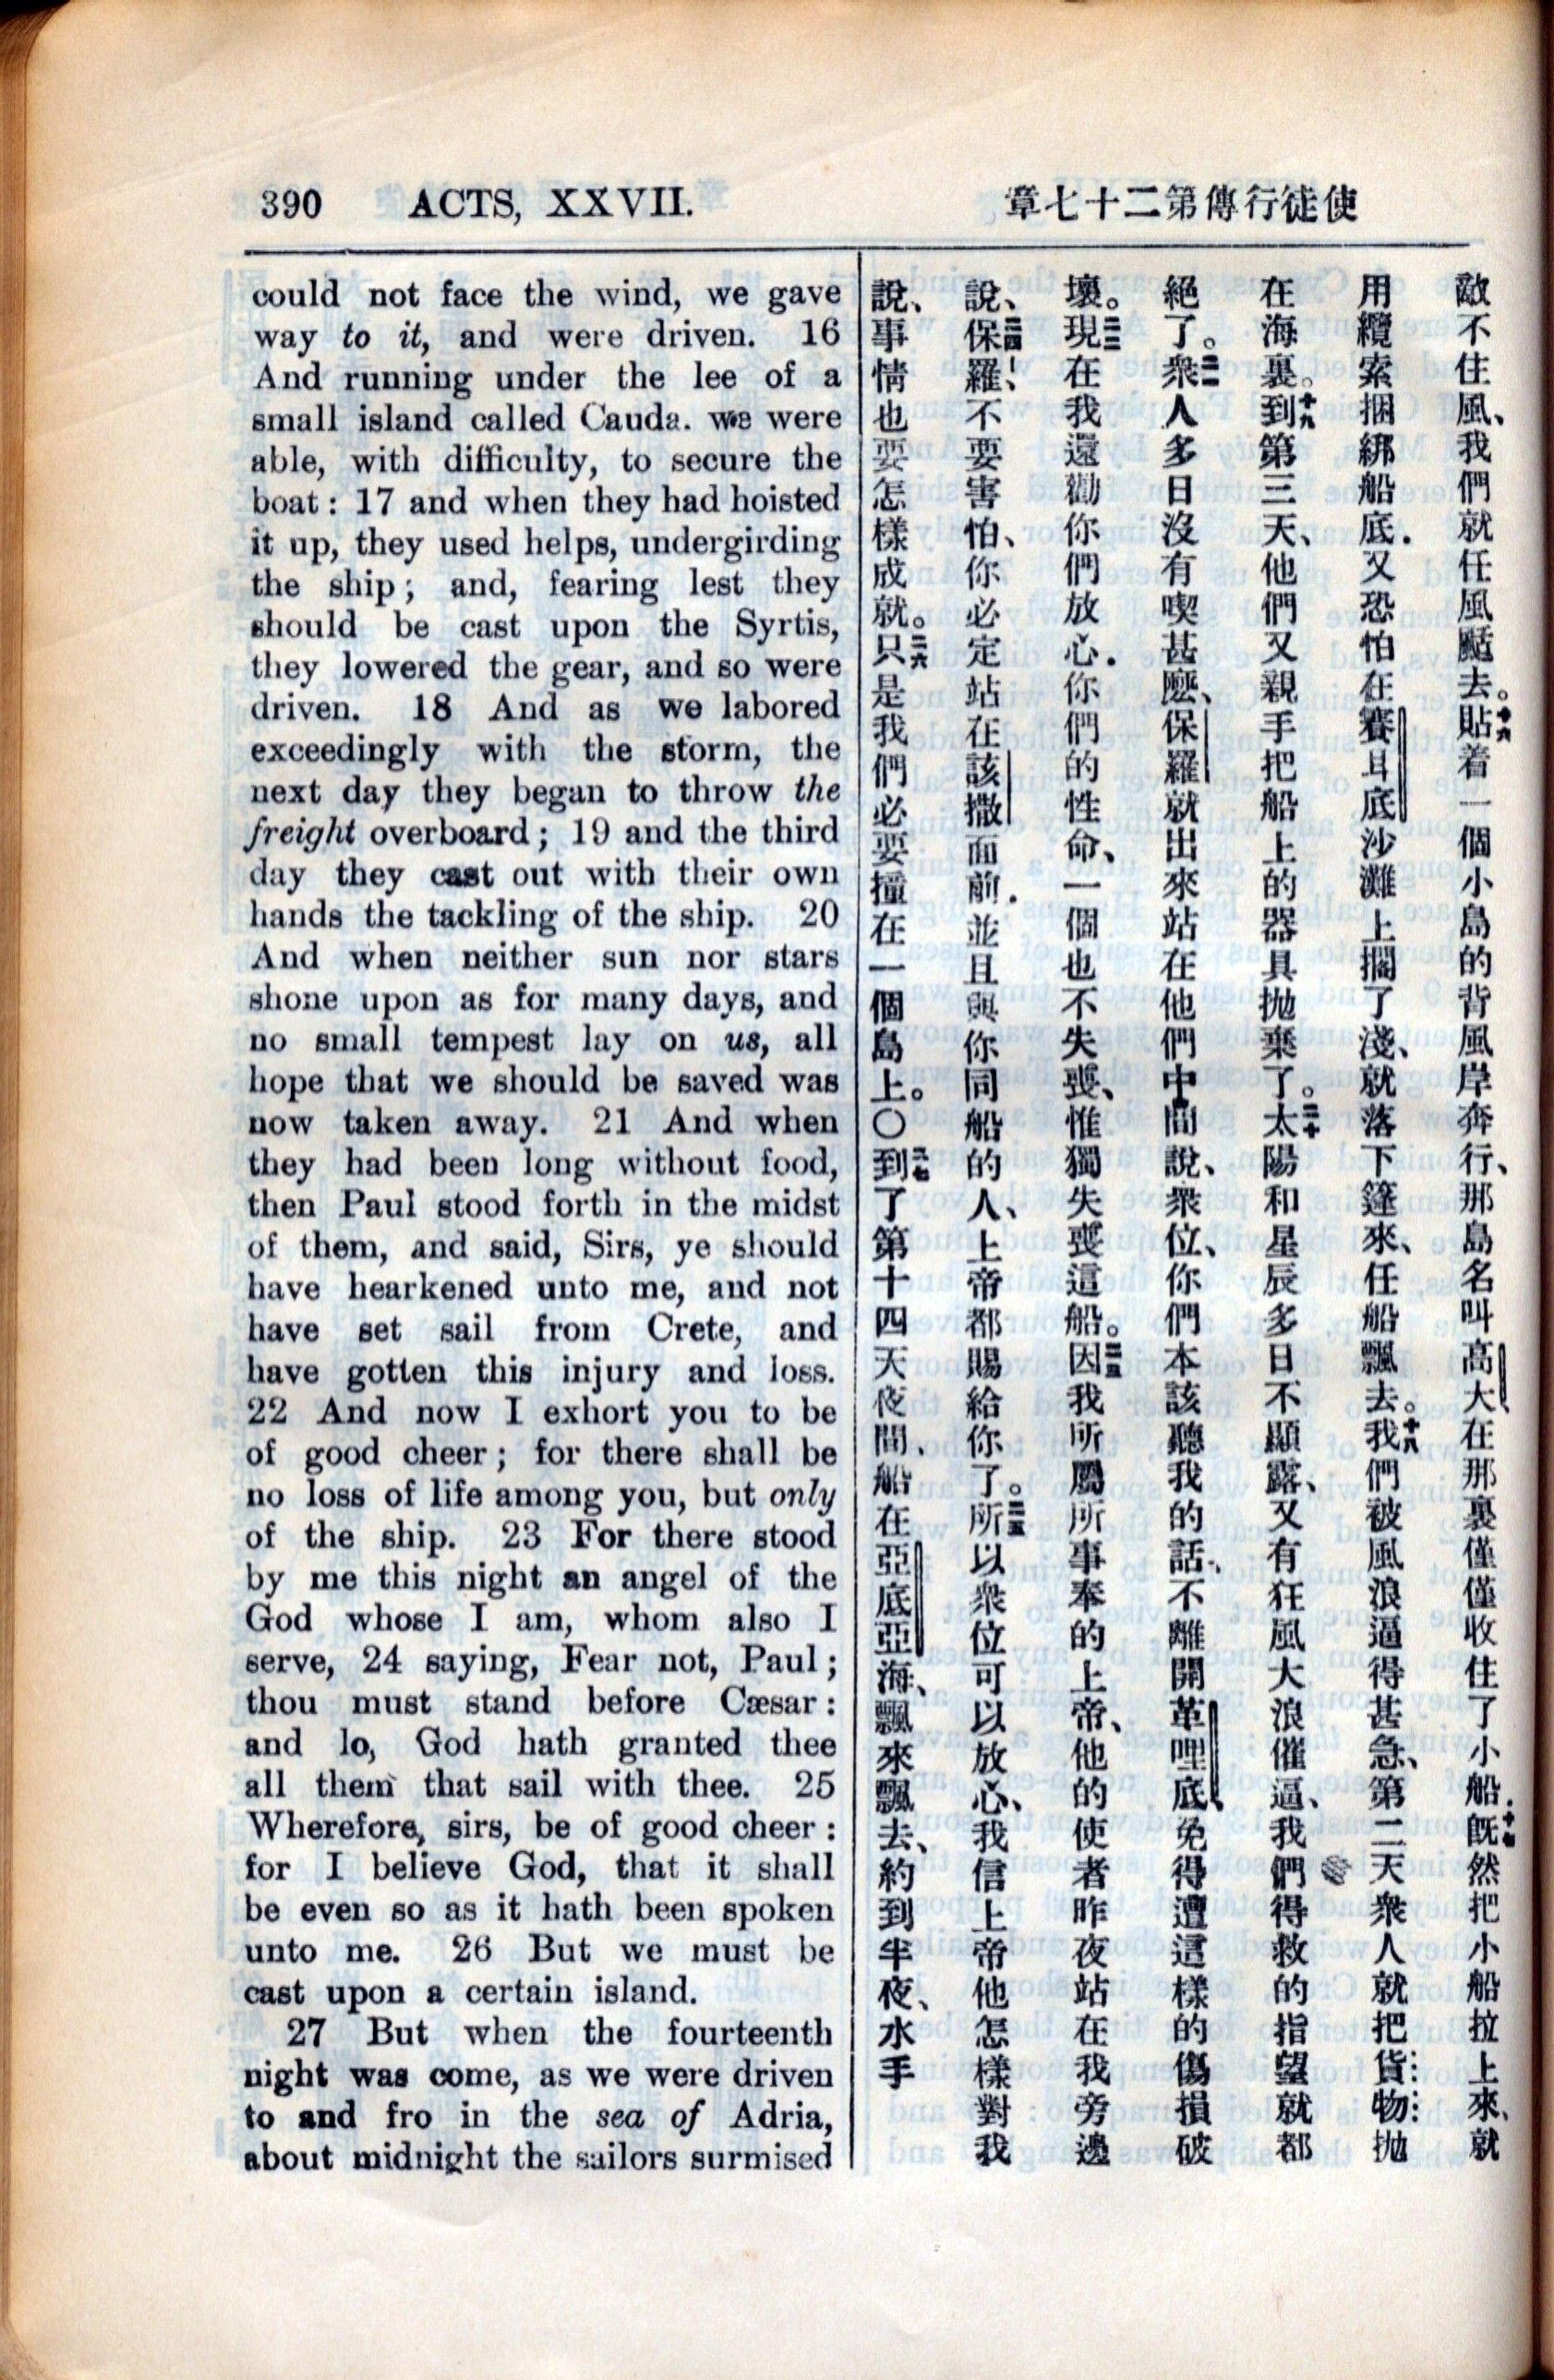 390 ACTS, XXVII.
使徒行傳第二十七章
could not face the wind, we gave
way to it, and were driven. 16
And running under the lee of a
small island called Cauda. we were
able, with difficulty, to secure the
boat: 17 and when they had hoisted
it up, they used helps, undergirding
the ship; and, fearing lest they
should be cast upon the Syrtis,
they lowered the gear, and so were
driven. 18 And as we labored
exceedingly with the storm, the
next day they began to throw the
freight overboard; 19 and the third
day they cast out with their own
hands the tackling of the ship. 20
And when neither sun nor stars
shone upon as for many days, and
no small tempest lay on us, all
hope that we should be saved was
now taken away. 21 And when
they had been long without food,
then Paul stood forth in the midst
of them, and said, Sirs, ye should
have hearkened unto me, and not
have set sail from Crete, and
have gotten this injury and loss.
22 And now I exhort you to be
of good cheer; for there shall be
no loss of life among you, but only
of the ship. 23 For there stood
by me this night an angel of the
God whose I am, whom also I
serve, 24 saying, Fear not, Paul;
thou must stand before Cæsar:
and lo, God hath granted thee
all them that sail with thee. 25
Wherefore, sirs, be of good cheer:
for I believe God, that it shall
be even so as it hath been spoken
unto me. 26 But we must be
cast upon a certain island.
27 But when the fourteenth
night was come, as we were driven
to and fro in the sea of Adria,
about midnight the sailors surmised
敵不住風、我們就任風颳去。十六貼着一個小島的背風岸奔行、那島名叫高大、在那裏僅僅收住了小船．十七旣然把小船拉上來、就
用纜索捆綁船底．又恐怕在賽耳底沙灘上擱了淺、就落下篷來、任船飄去。十八我們被風浪逼得甚急、第二天衆人就把貨物抛
在海裏。十九到第三天、他們又親手把船上的器具抛棄了。二十太陽和星辰多日不顯露、又有狂風大浪催逼、我們得救的指望就都
絕了。二一衆人多日沒有喫甚麽、保羅就出來站在他們中間說、衆位、你們本該聽我的話、不離開革哩底、免得遭這樣的傷損破
壞。二二現在我還勸你們放心．你們的性命、一個也不失喪、惟獨失喪這船。二三因我所屬所事奉的上帝、他的使者昨夜站在我旁邊
說、二四保羅、不要害怕、你必定站在該撒面前．並且與你同船的人、上帝都賜給你了。二五所以衆位可以放心、我信上帝他怎樣對我
說、事情也要怎樣成就。二六只是我們必要撞在一個島上。〇二七到了第十四天夜間、船在亞底亞海、飄來飄去、約到半夜、水手